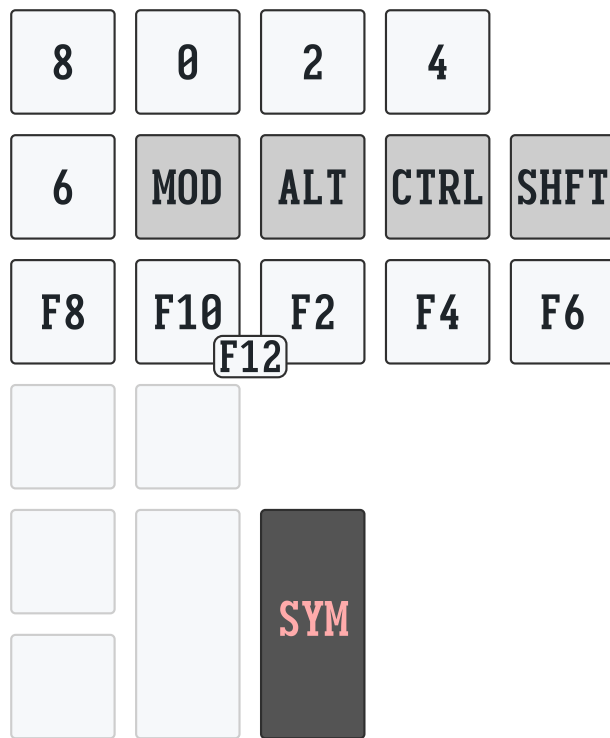 8 0 2 4
6 MOD ALT CTRL SHFT
F8 F10 F2 F4 F6
F12
SYM